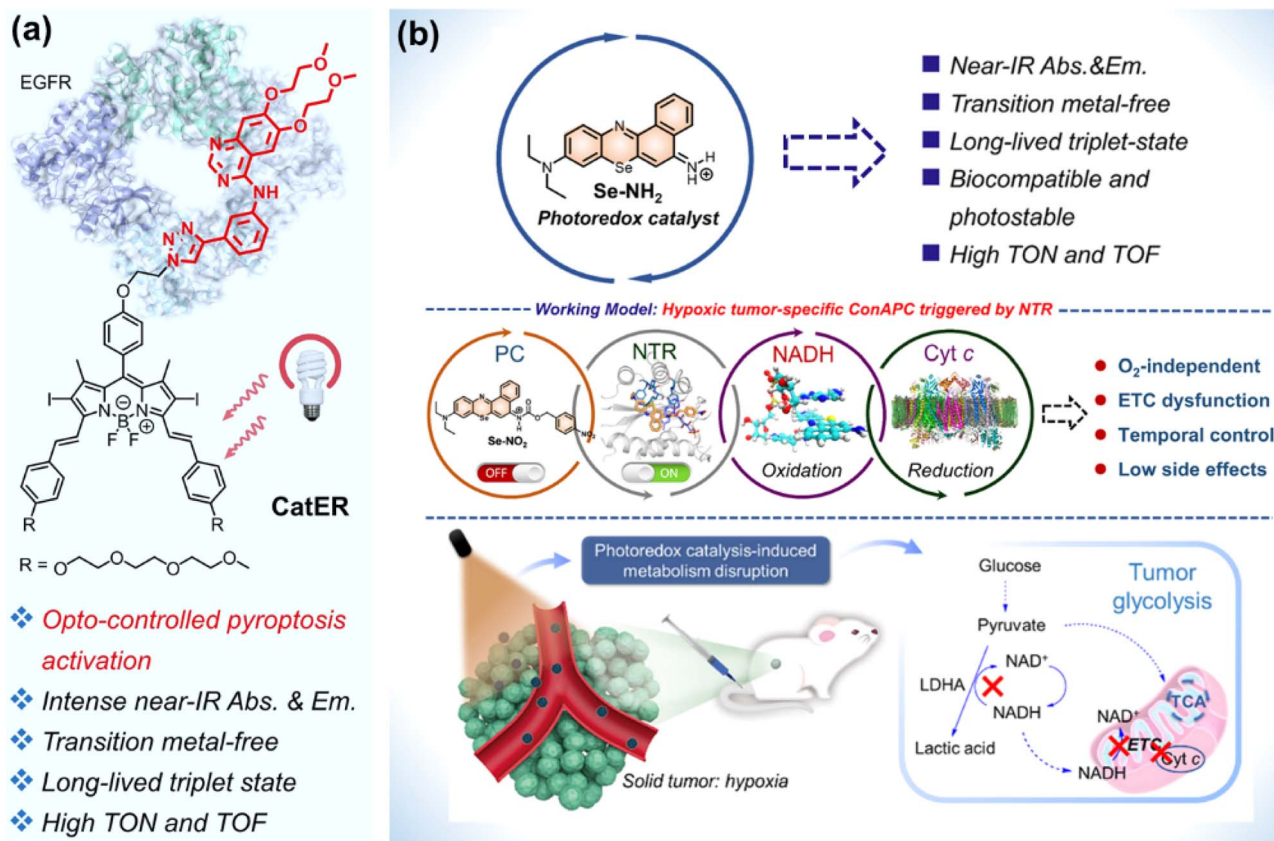 (a)
EGFR
O
O
O
O
N
N
NH
N
N
N
O
I
I
N
N
B
F
F
R
R
CatER
R = O O O O
Opto-controlled pyroptosis
activation
Intense near-IR Abs. & Em.
Transition metal-free
Long-lived triplet state
High TON and TOF
(b)
N
N
Se
N
H
H
Se-NH₂
Photoredox catalyst
Near-IR Abs.&Em.
Transition metal-free
Long-lived triplet-state
Biocompatible and
photostable
High TON and TOF
Working Model: Hypoxic tumor-specific ConAPC triggered by NTR
PC
Se-NO₂
OFF
NTR
ON
NADH
Oxidation
Cyt c
Reduction
O₂-independent
ETC dysfunction
Temporal control
Low side effects
Photoredox catalysis-induced
metabolism disruption
Solid tumor: hypoxia
Tumor
glycolysis
Glucose
Pyruvate
NAD⁺
LDHA
NADH
Lactic acid
TCA
NAD⁺
ETC
Cyt c
NADH